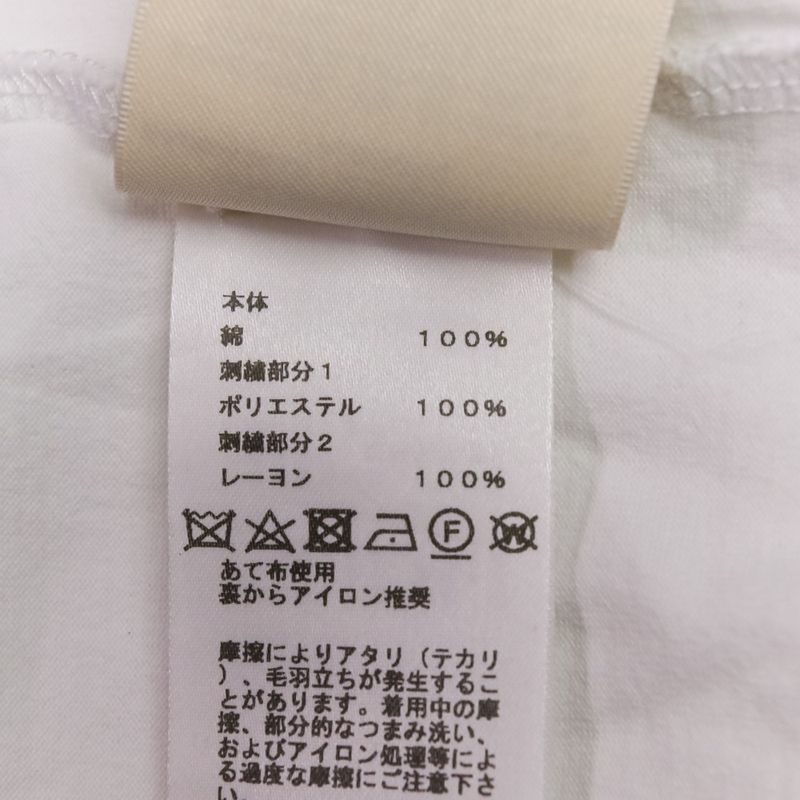 本体
綿 100%
刺繍部分1
ポリエステル 100%
刺繍部分2
レーヨン 100%
F W
あて布使用
裏からアイロン推奨
摩擦によりアタリ(テカリ
)、毛羽立ちが発生するこ
とがあります。着用中の摩
擦、部分的なつまみ洗い、
およびアイロン処理等によ
る過度な摩擦にご注意下さ
い。